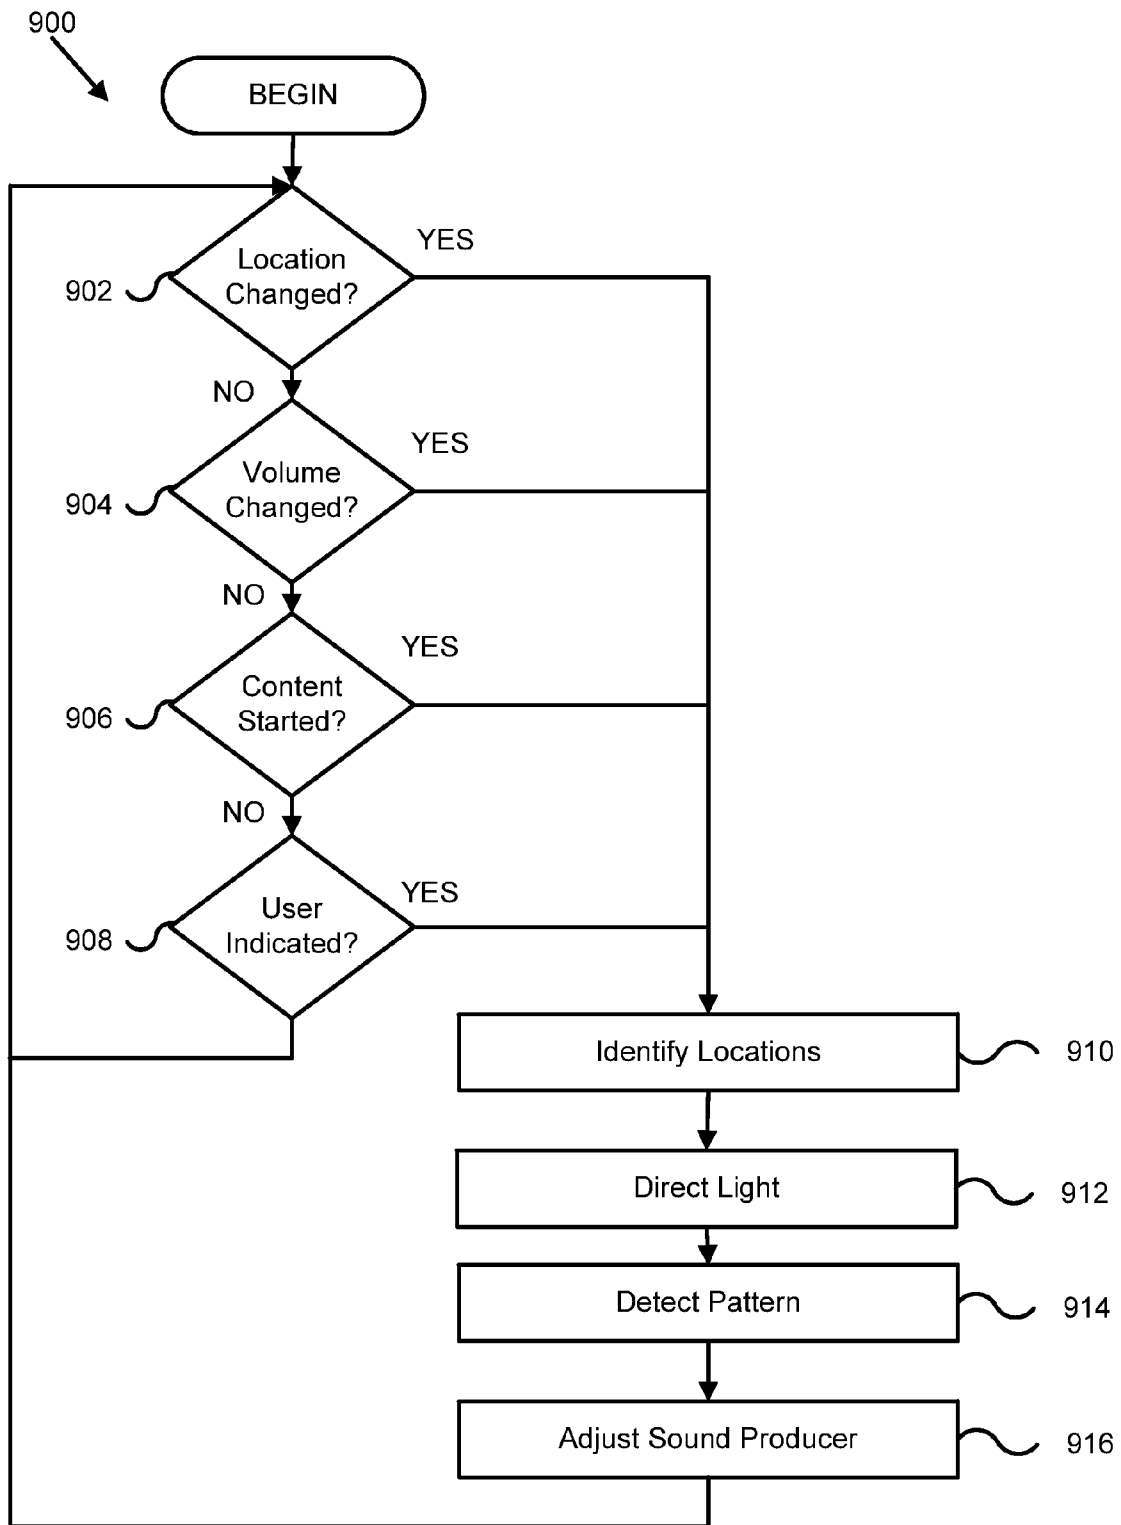 900
BEGIN
YES
Location
Changed?
902
NO
YES
Volume
Changed?
904
NO
YES
Content
Started?
906
NO
YES
User
Indicated?
908
Identify Locations
910
Direct Light
912
Detect Pattern
914
Adjust Sound Producer
916